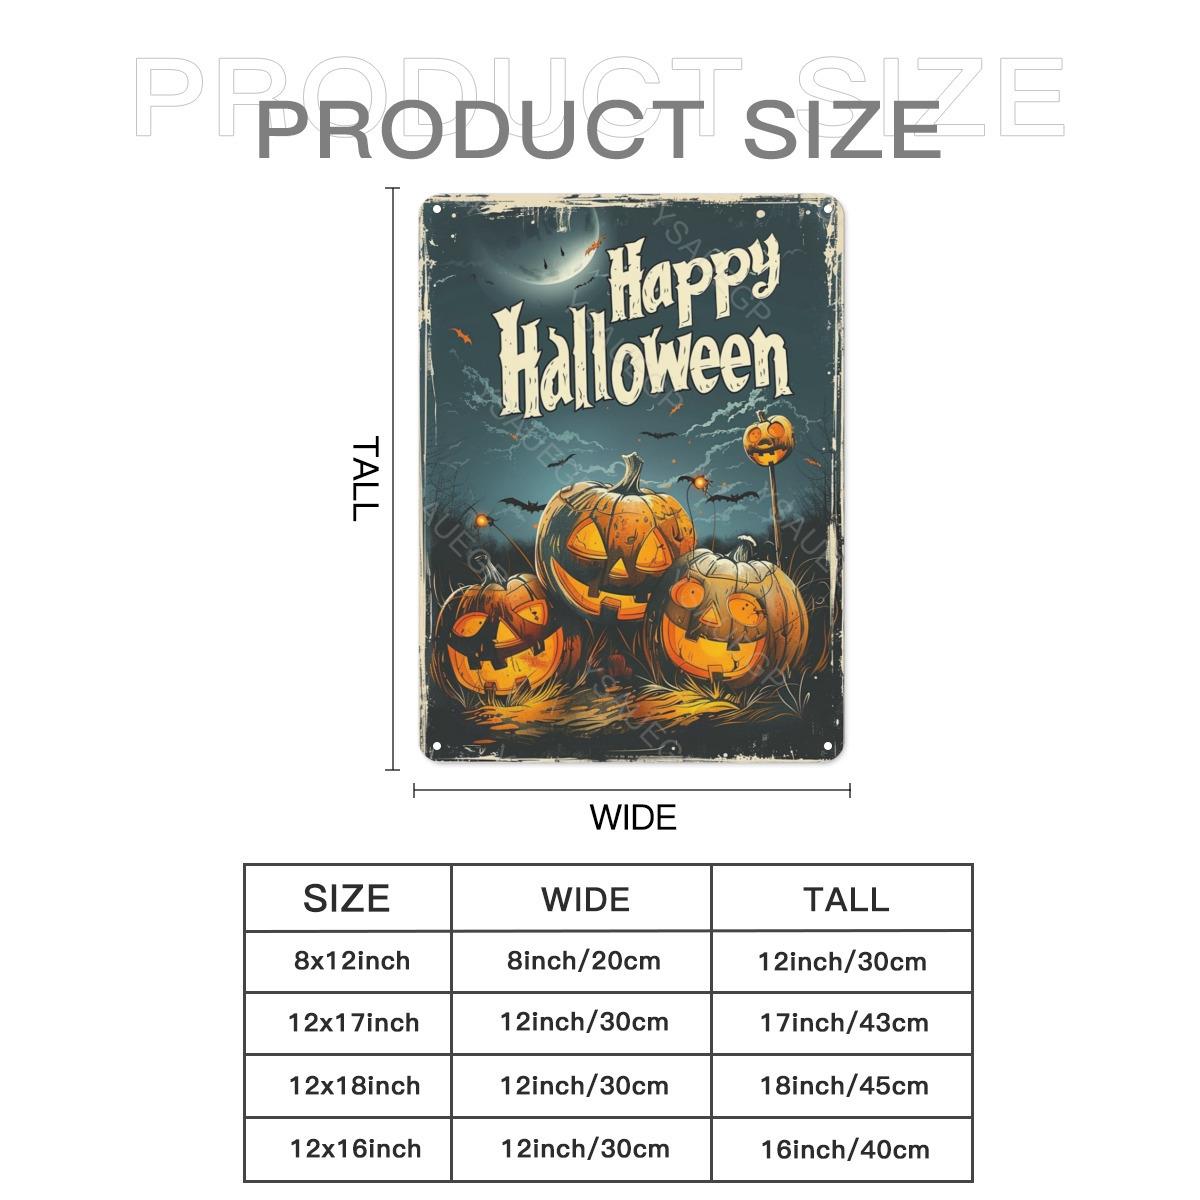 PRODUCT SIZE
PRODUCT SIZE
Happy
Halloween
TALL
WIDE
SIZE WIDE TALL
8x12inch 8inch/20cm 12inch/30cm
12x17inch 12inch/30cm 17inch/43cm
12x18inch 12inch/30cm 18inch/45cm
12x16inch 12inch/30cm 16inch/40cm